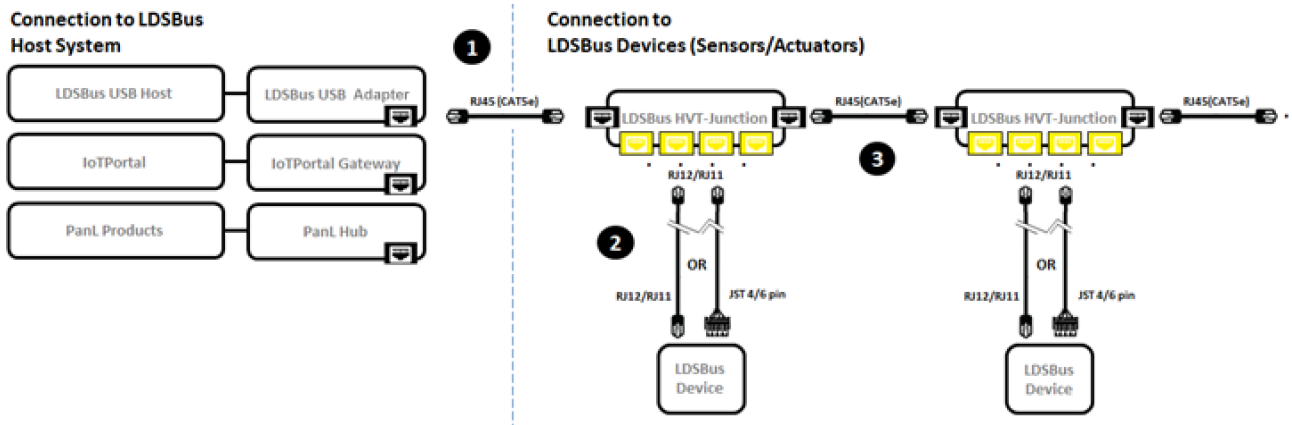 Connection to LDSBus
Host System
1
LDSBus USB Host
LDSBus USB Adapter
IoTPortal
IoTPortal Gateway
PanL Products
PanL Hub
Connection to
LDSBus Devices (Sensors/Actuators)
RJ45 (CAT5e)
LDSBus HVT-Junction
RJ45(CAT5e)
LDSBus HVT-Junction
RJ45(CAT5e)
3
RJ12/RJ11
RJ12/RJ11
2
OR
OR
RJ12/RJ11
JST 4/6 pin
RJ12/RJ11
JST 4/6 pin
LDSBus
Device
LDSBus
Device